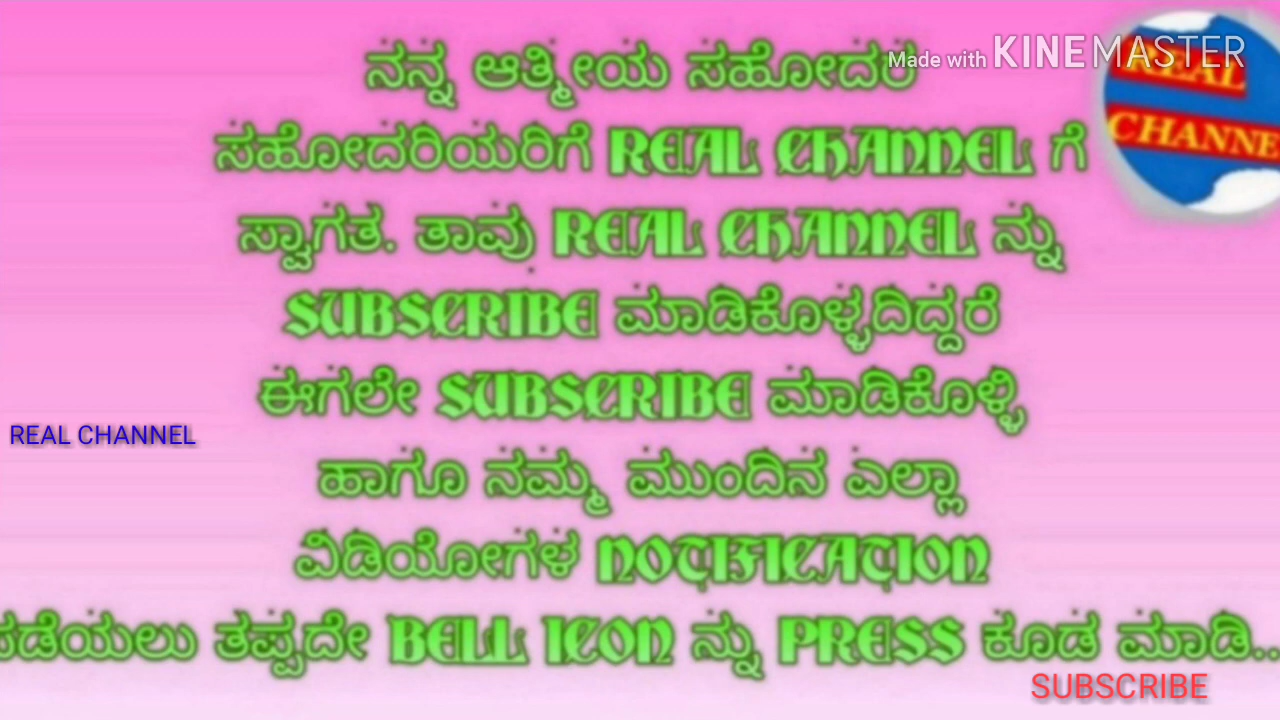 Made with KINEMASTER
REAL
CHANNE
ನನ್ನ ಆತ್ಮೀಯ ಸಹೋದರ
ಸಹೋದರಿಯರಿಗೆ REAL CHANNEL ಗೆ
ಸ್ವಾಗತ. ತಾವು REAL CHANNEL ನ್ನು
SUBSCRIBE ಮಾಡಿಕೊಳ್ಳದಿದ್ದರೆ
ಈಗಲೇ SUBSCRIBE ಮಾಡಿಕೊಳ್ಳಿ
REAL CHANNEL
ಹಾಗೂ ನಮ್ಮ ಮುಂದಿನ ಎಲ್ಲಾ
ವಿಡಿಯೋಗಳ NOTIFICATION
ಪಡೆಯಲು ತಪ್ಪದೇ BELL ICON ನ್ನು PRESS ಕೂಡ ಮಾಡಿ..
SUBSCRIBE